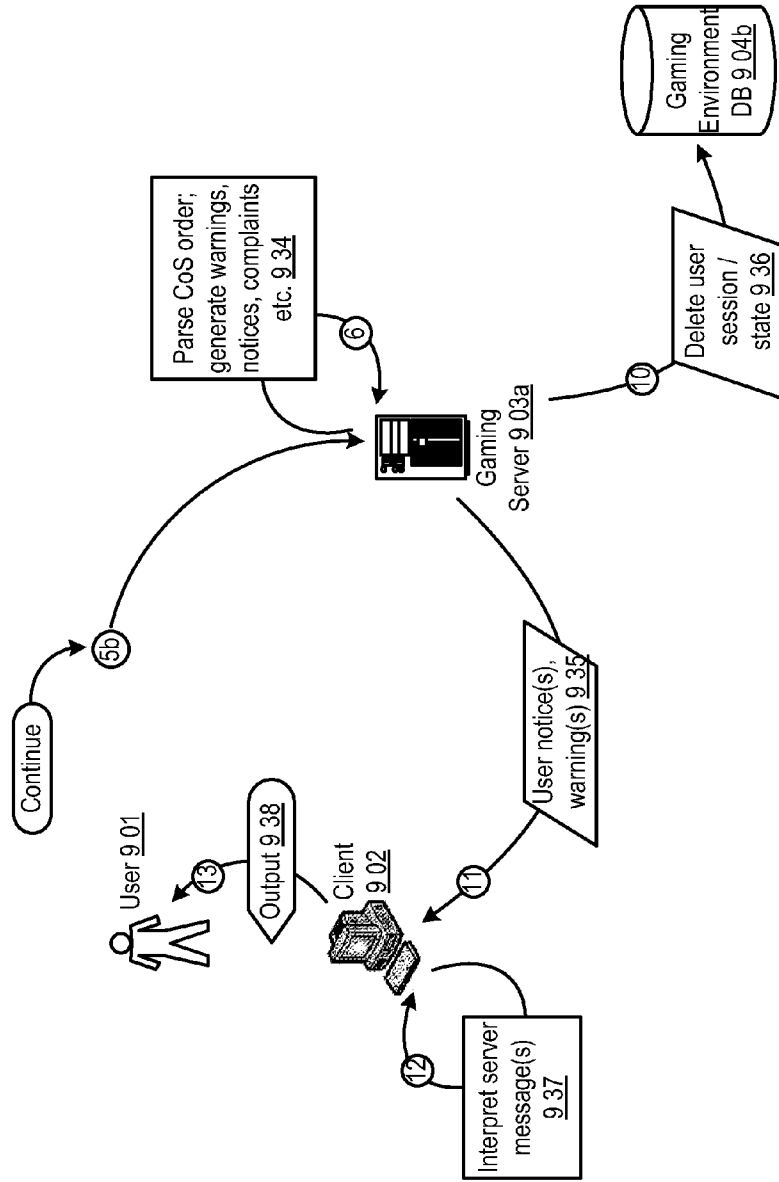 Continue
5b
Parse CoS order;
generate warnings,
notices, complaints
etc. 9 34
6
User 9 01
13
Output 9 38
Client
9 02
Gaming
Server 9 03a
12
Interpret server
message(s)
9 37
11
User notice(s),
warning(s) 9 35
10
Delete user
session /
state 9 36
Gaming
Environment
DB 9 04b